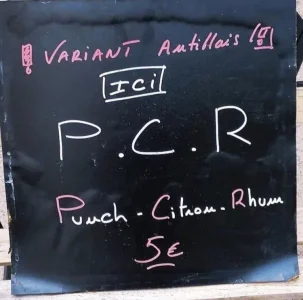 !!! VARIANT Antillais !!!
ICI
P.C.R
Punch - Citron - Rhum
5€